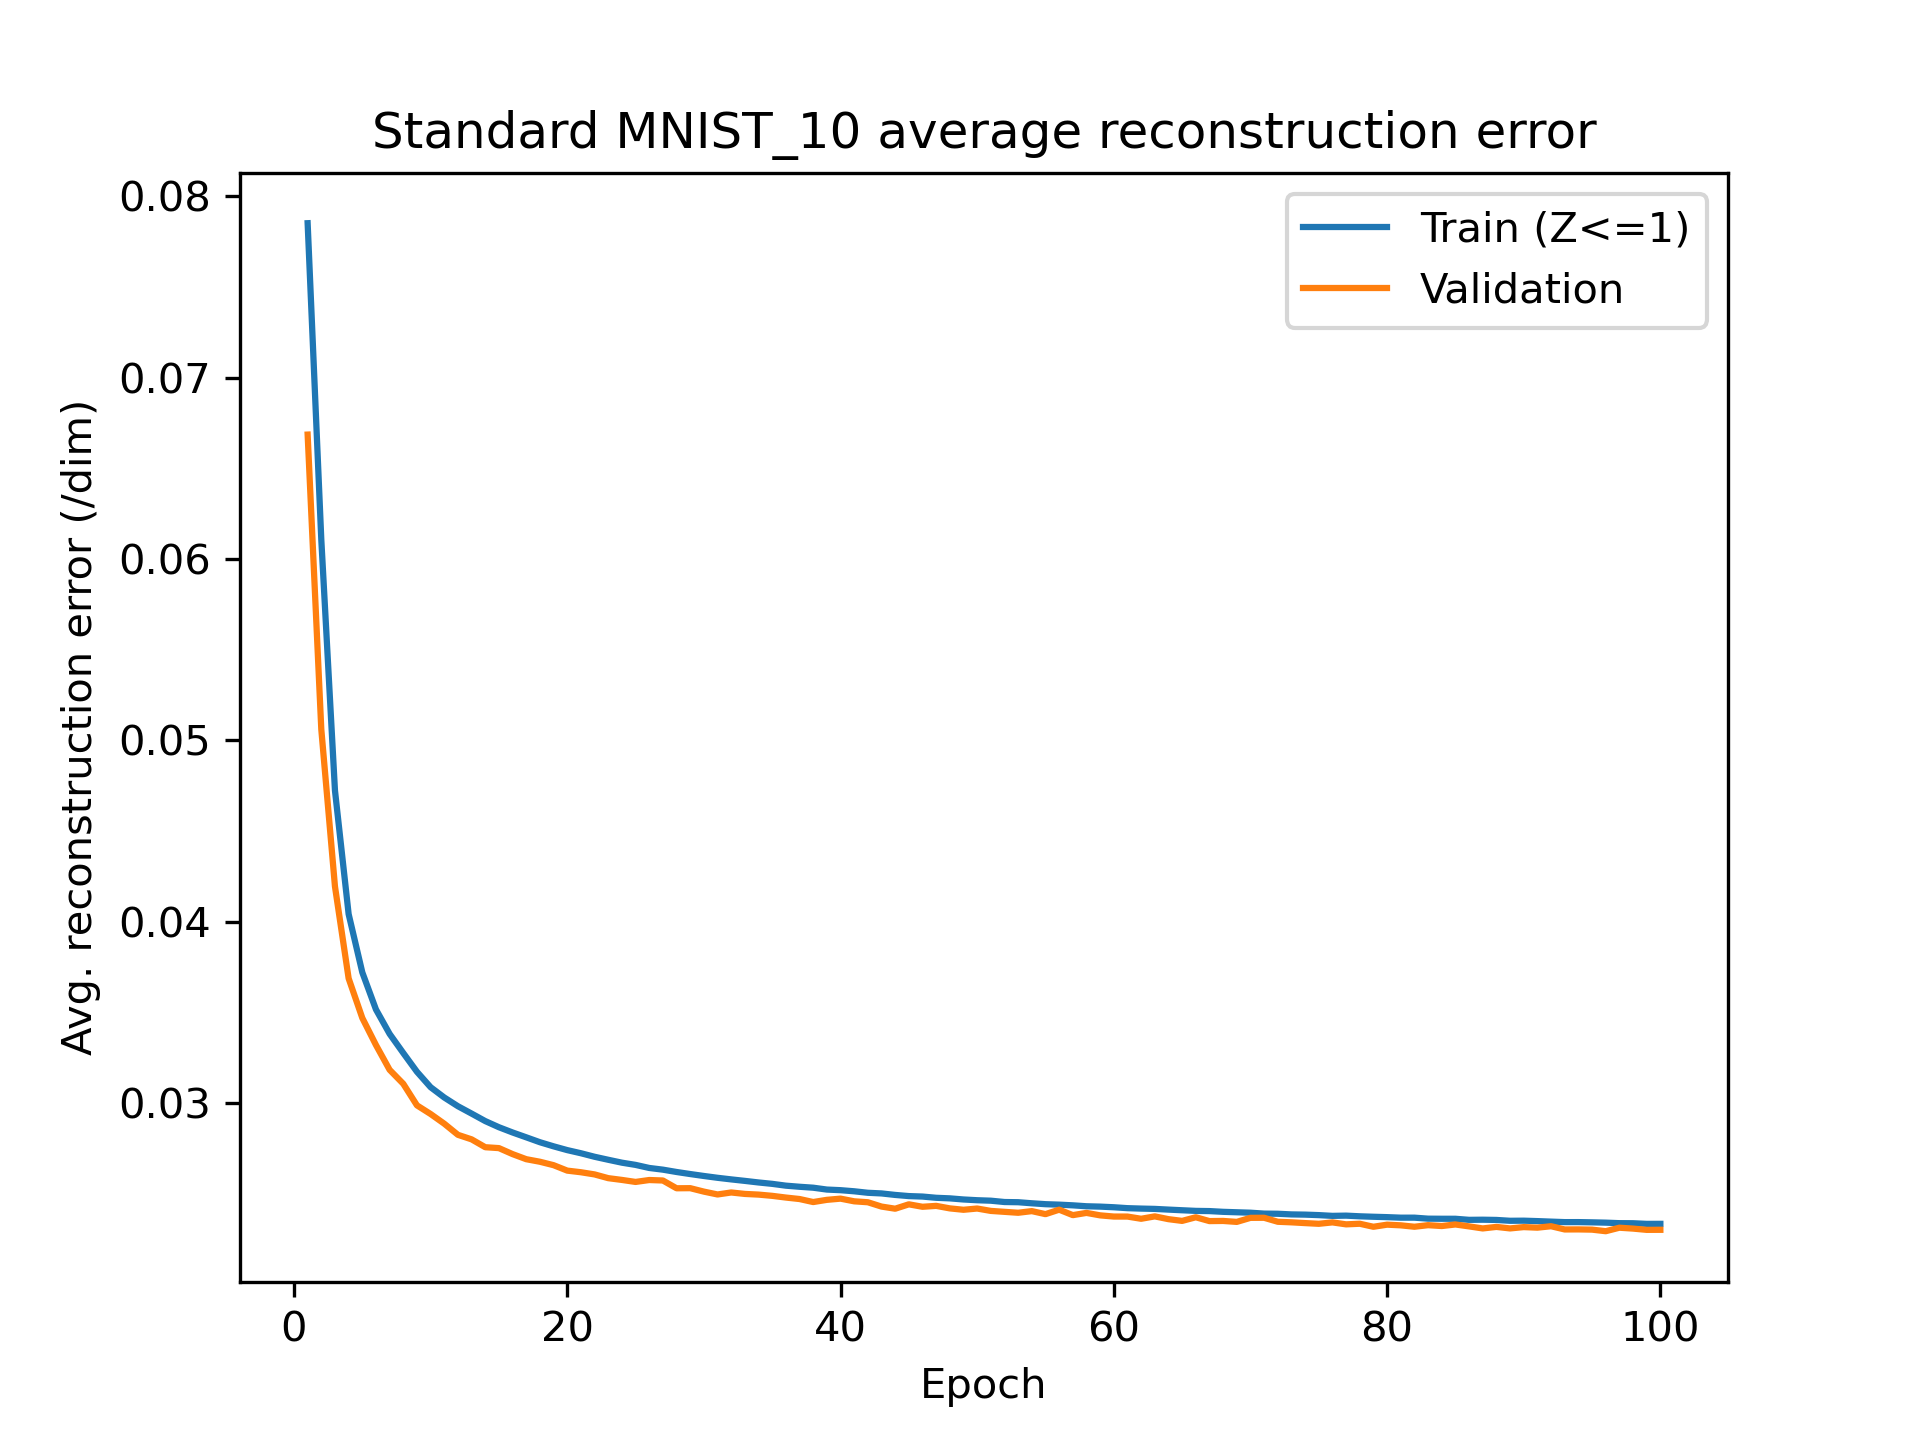 Standard MNIST_10 average reconstruction error
Train (Z<=1)
Validation
Avg. reconstruction error (/dim)
0.08
0.07
0.06
0.05
0.04
0.03
0 20 40 60 80 100
Epoch